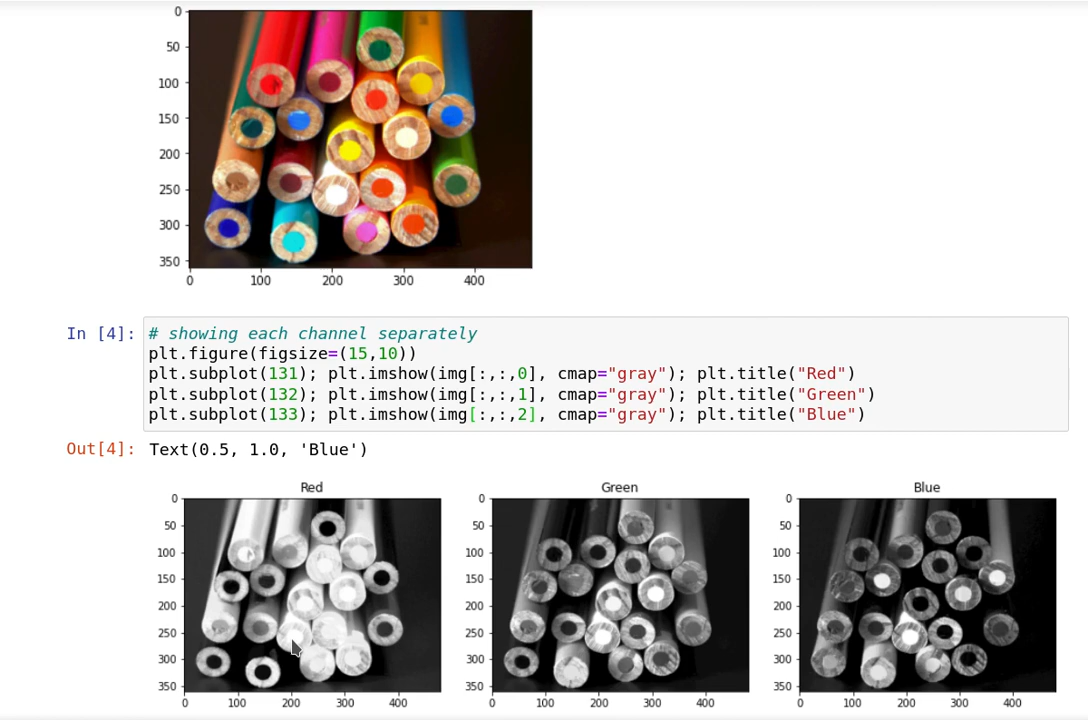 0
50
100
150
200
250
300
350
0 100 200 300 400
In [4]: # showing each channel separately
plt.figure(figsize=(15,10))
plt.subplot(131); plt.imshow(img[:,:,0], cmap="gray"); plt.title("Red")
plt.subplot(132); plt.imshow(img[:,:,1], cmap="gray"); plt.title("Green")
plt.subplot(133); plt.imshow(img[:,:,2], cmap="gray"); plt.title("Blue")
Out[4]: Text(0.5, 1.0, 'Blue')
Red Green Blue
0 0 0
50 50 50
100 100 100
150 150 150
200 200 200
250 250 250
300 300 300
350 350 350
0 100 200 300 400 0 100 200 300 400 0 100 200 300 400